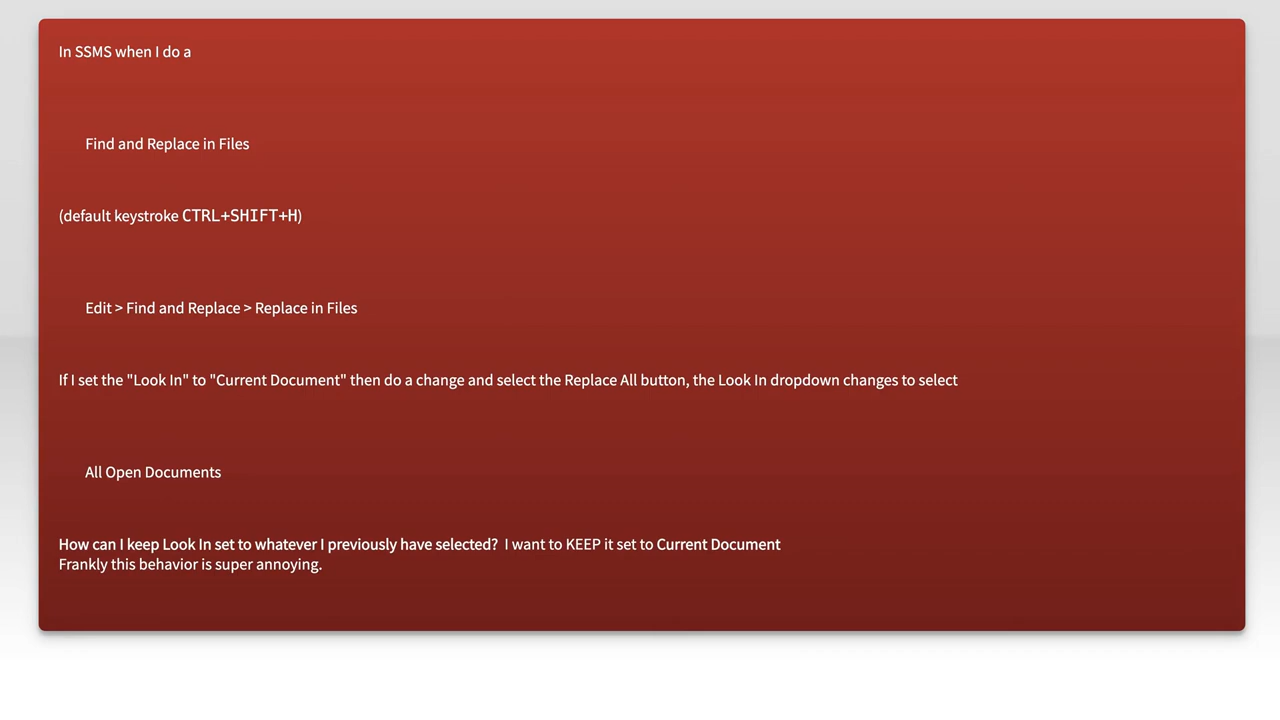 In SSMS when I do a
Find and Replace in Files
(default keystroke CTRL+SHIFT+H)
Edit > Find and Replace > Replace in Files
If I set the "Look In" to "Current Document" then do a change and select the Replace All button, the Look In dropdown changes to select
All Open Documents
How can I keep Look In set to whatever I previously have selected? I want to KEEP it set to Current Document
Frankly this behavior is super annoying.